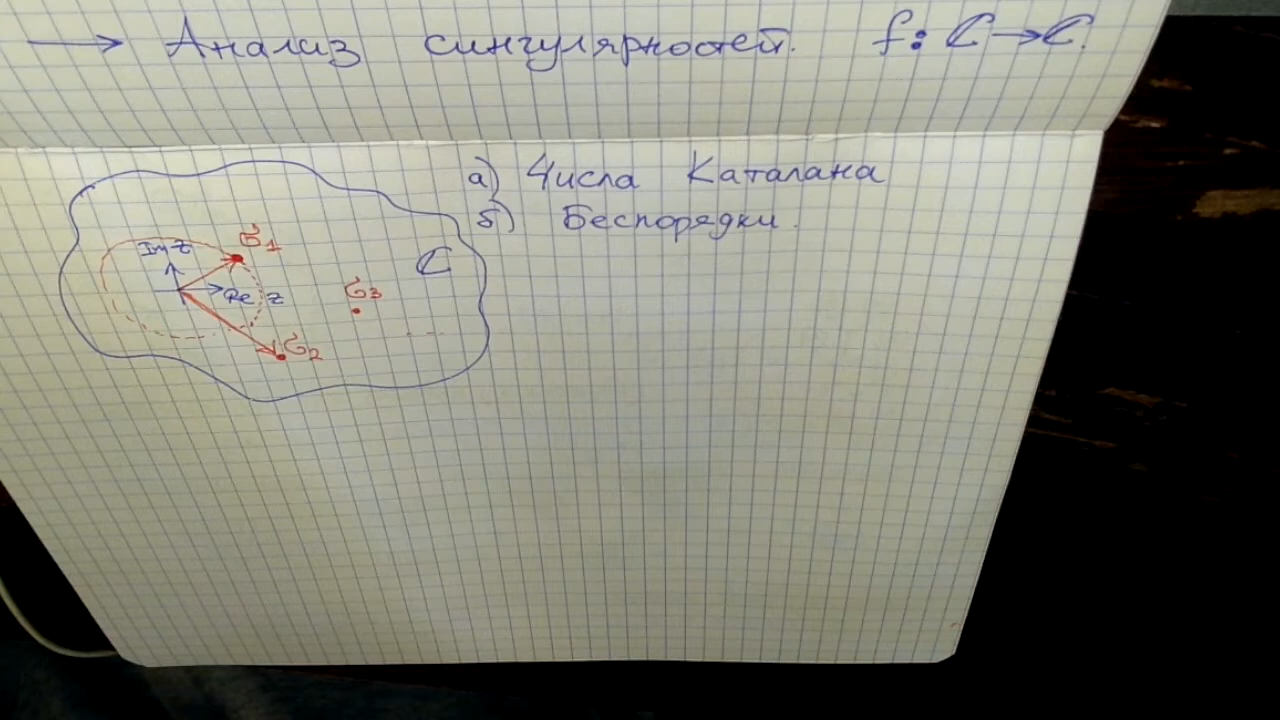 → Анализ сингулярностей. f: ℂ→ℂ.
а) Числа Каталана
б) Беспорядки.
Im z
Re z
σ1
σ2
σ3
ℂ